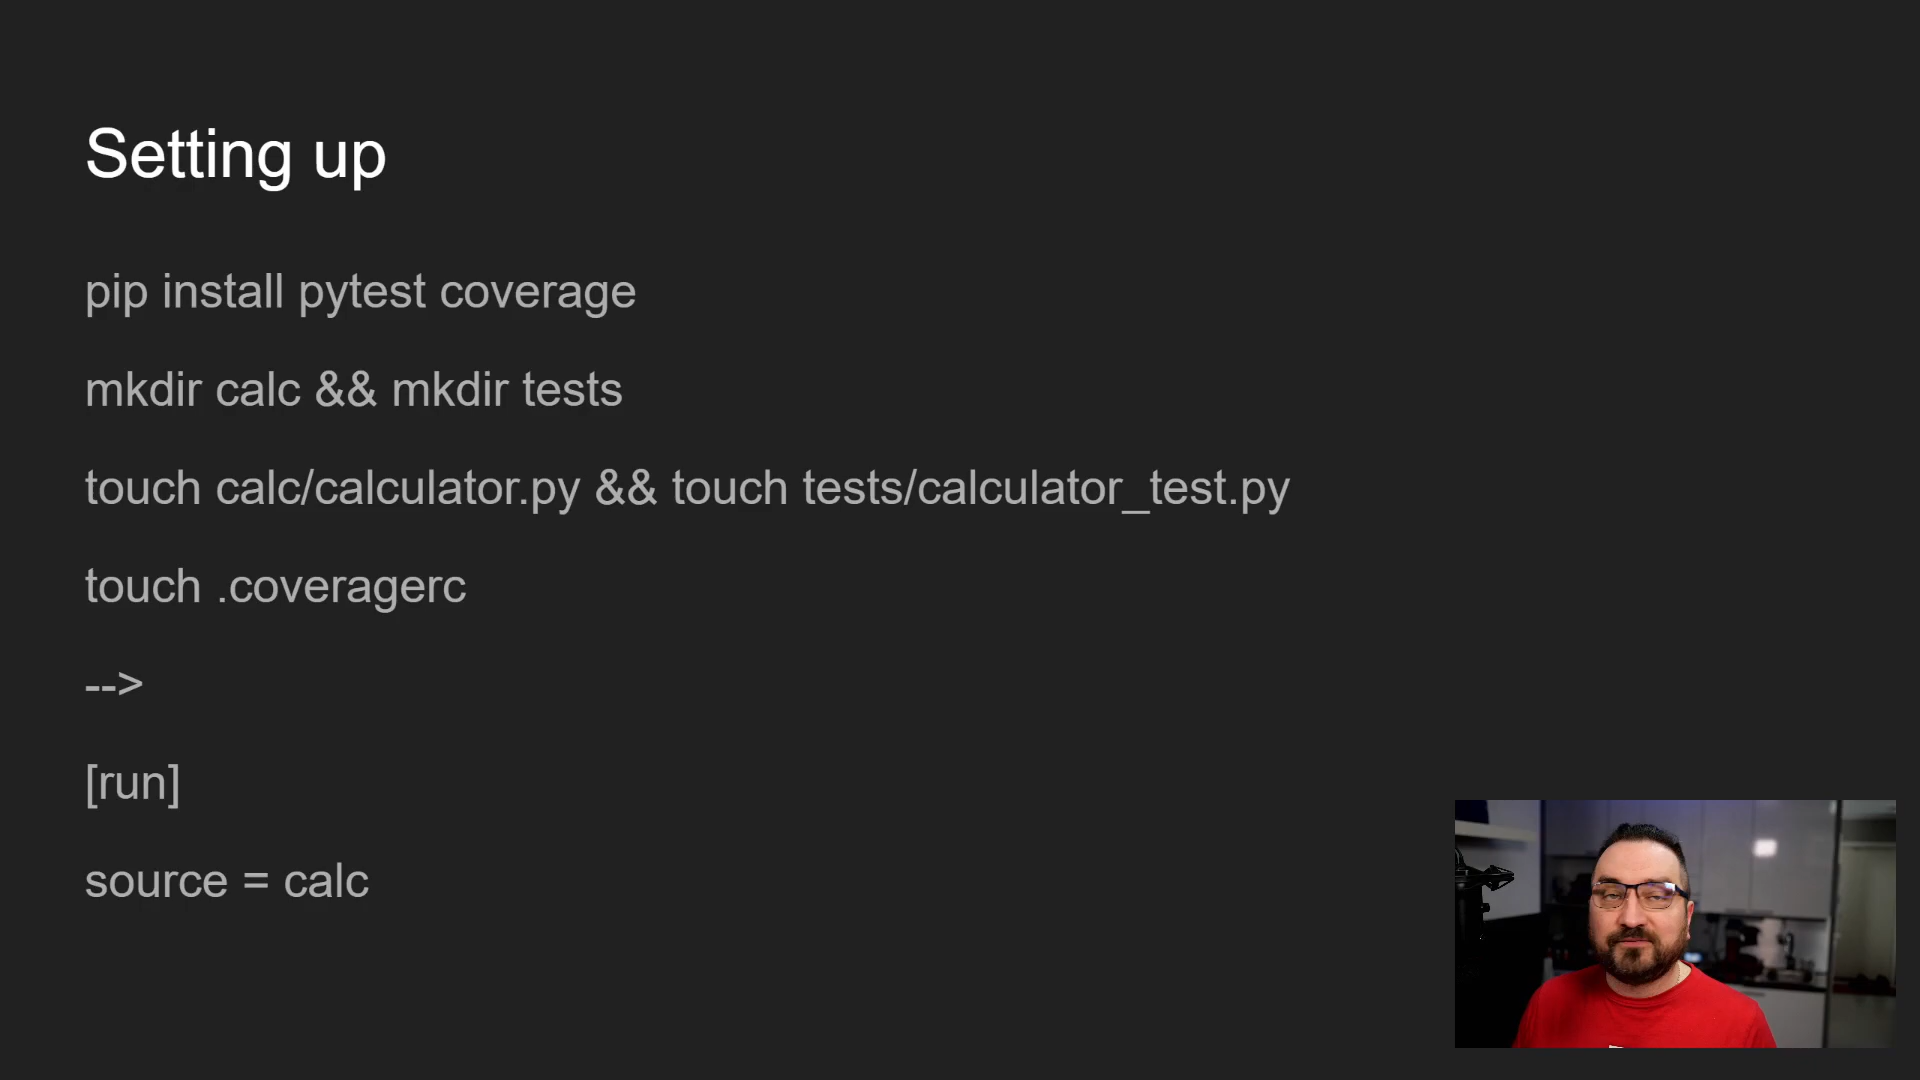 Setting up
pip install pytest coverage
mkdir calc && mkdir tests
touch calc/calculator.py && touch tests/calculator_test.py
touch .coveragerc
-->
[run]
source = calc